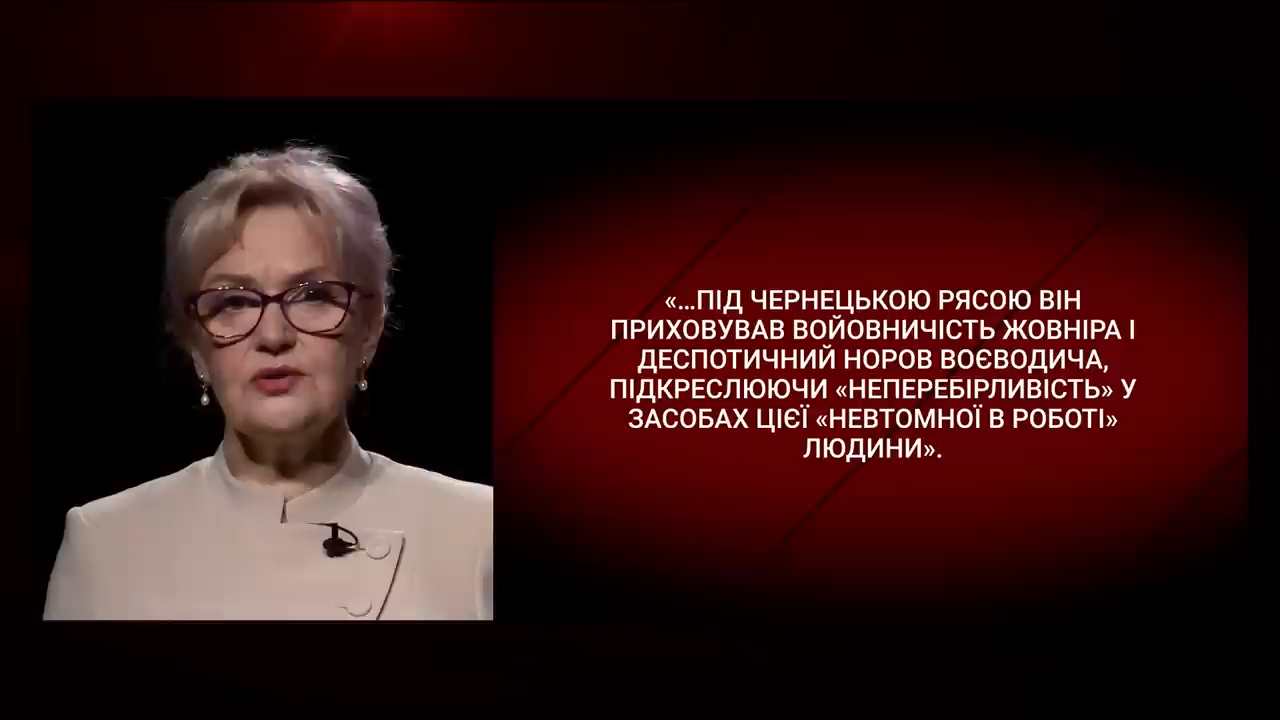 «...ПІД ЧЕРНЕЦЬКОЮ РЯСОЮ ВІН
ПРИХОВУВАВ ВОЙОВНИЧІСТЬ ЖОВНІРА І
ДЕСПОТИЧНИЙ НОРОВ ВОЄВОДИЧА,
ПІДКРЕСЛЮЮЧИ «НЕПЕРЕБІРЛИВІСТЬ» У
ЗАСОБАХ ЦІЄЇ «НЕВТОМНОЇ В РОБОТІ»
ЛЮДИНИ».